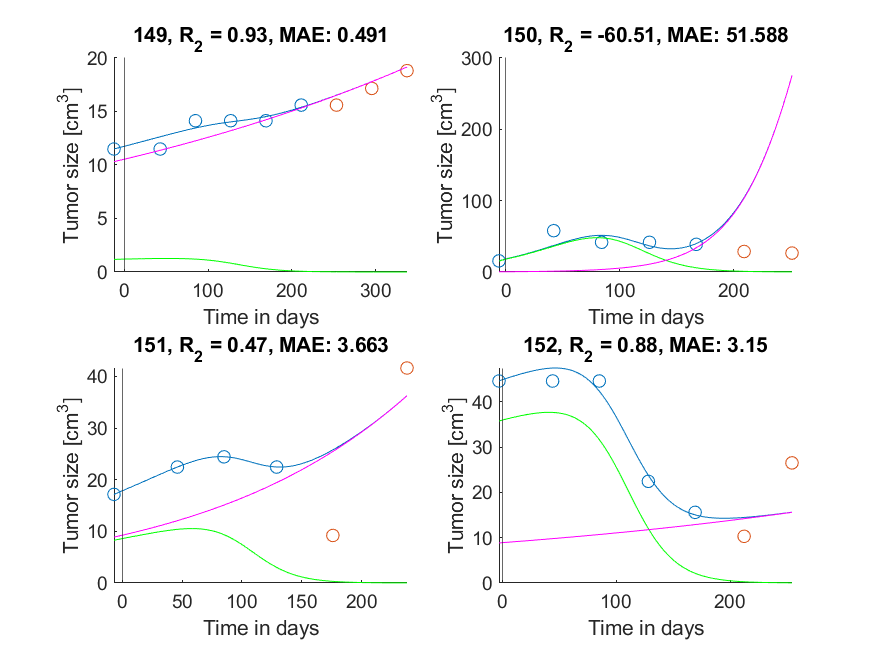 149, R2 = 0.93, MAE: 0.491
Tumor size [cm3]
20
15
10
5
0
0 100 200 300
Time in days
150, R2 = -60.51, MAE: 51.588
Tumor size [cm3]
300
200
100
0
0 200
Time in days
151, R2 = 0.47, MAE: 3.663
Tumor size [cm3]
40
30
20
10
0
0 50 100 150 200
Time in days
152, R2 = 0.88, MAE: 3.15
Tumor size [cm3]
40
30
20
10
0
0 100 200
Time in days